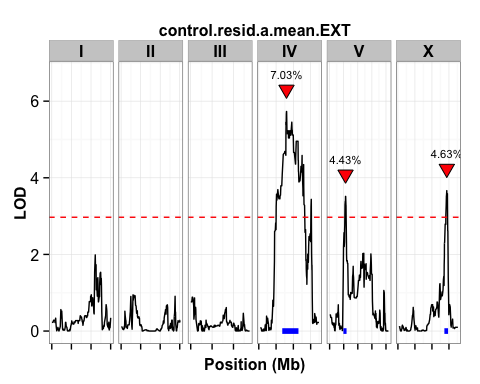 control.resid.a.mean.EXT
I II III IV V X
7.03%
4.43% 4.63%
6
4
2
0
LOD
Position (Mb)